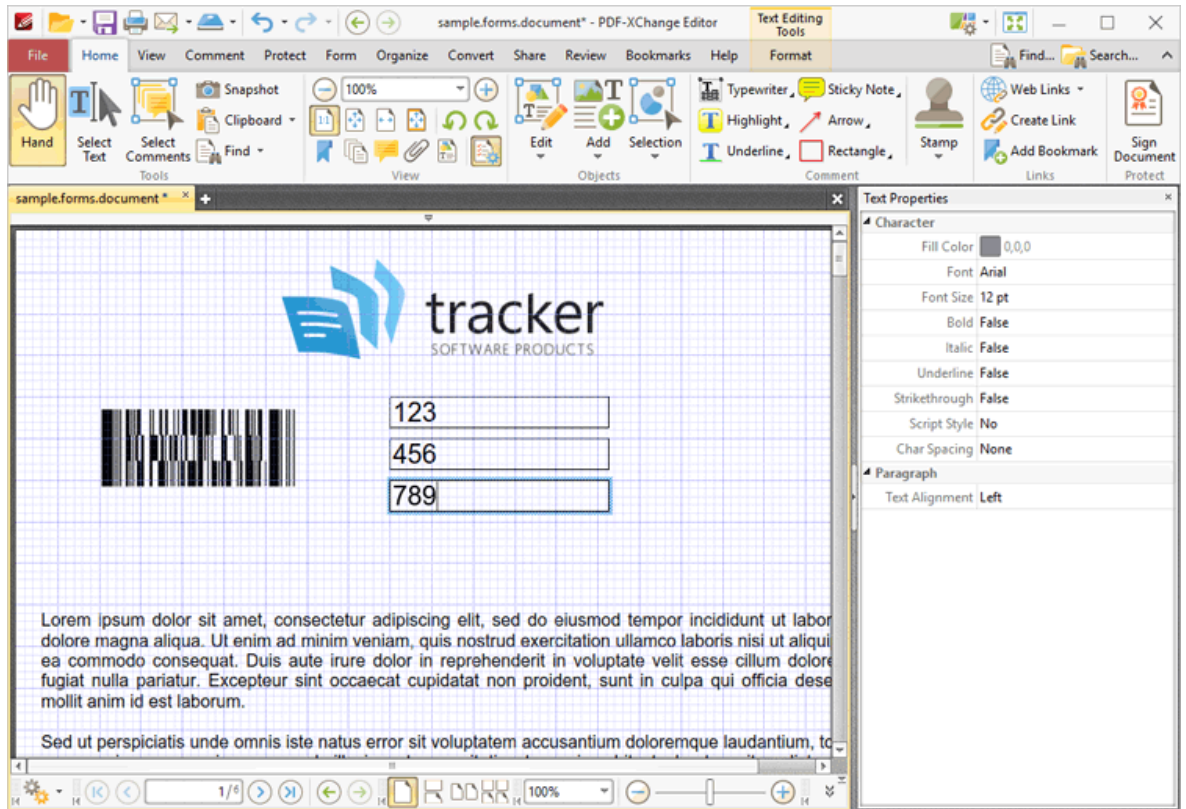 sample.forms.document* - PDF-XChange Editor
Text Editing Tools
File Home View Comment Protect Form Organize Convert Share Review Bookmarks Help Format Find... Search...
Hand
Select Text
Select Comments
Snapshot
Clipboard
Find
Tools
100%
View
Edit
Add
Selection
Objects
Typewriter
Sticky Note
Highlight
Arrow
Underline
Rectangle
Stamp
Comment
Web Links
Create Link
Add Bookmark
Links
Sign Document
Protect
sample.forms.document *
tracker
SOFTWARE PRODUCTS
123
456
789
Lorem ipsum dolor sit amet, consectetur adipiscing elit, sed do eiusmod tempor incididunt ut labor
dolore magna aliqua. Ut enim ad minim veniam, quis nostrud exercitation ullamco laboris nisi ut aliqui
ea commodo consequat. Duis aute irure dolor in reprehenderit in voluptate velit esse cillum dolore
fugiat nulla pariatur. Excepteur sint occaecat cupidatat non proident, sunt in culpa qui officia dese
mollit anim id est laborum.
Sed ut perspiciatis unde omnis iste natus error sit voluptatem accusantium doloremque laudantium, to
Text Properties
Character
Fill Color 0,0,0
Font Arial
Font Size 12 pt
Bold False
Italic False
Underline False
Strikethrough False
Script Style No
Char Spacing None
Paragraph
Text Alignment Left
1/6
100%